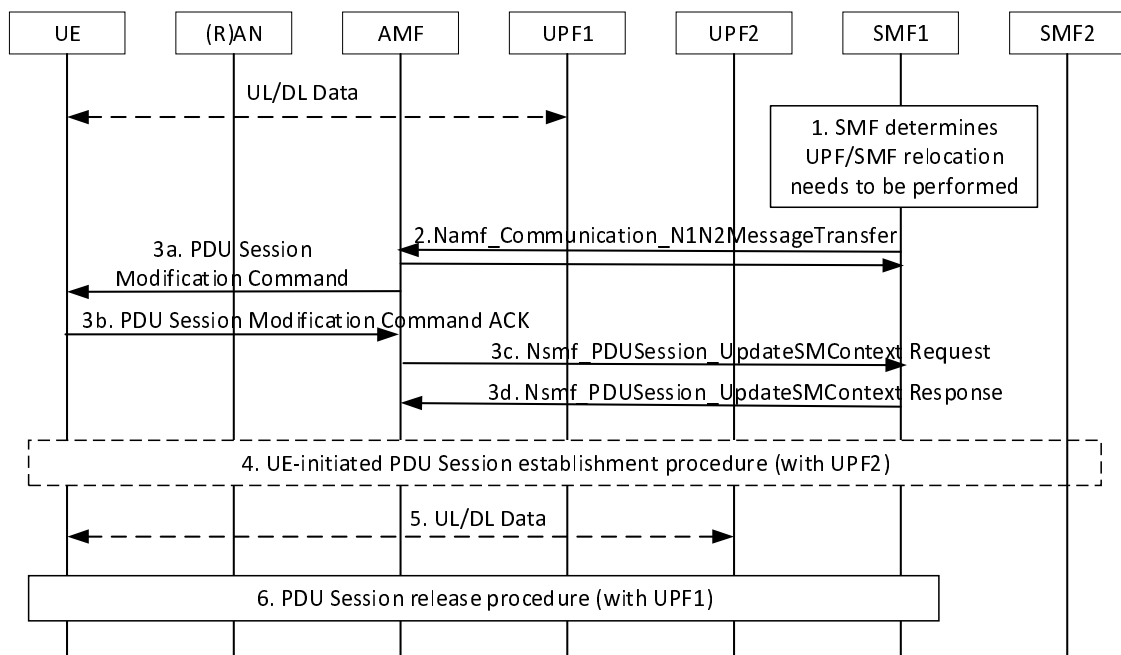 UE
(R)AN
AMF
UPF1
UPF2
SMF1
SMF2
UL/DL Data
1. SMF determines
UPF/SMF relocation
needs to be performed
2.Namf_Communication_N1N2MessageTransfer
3a. PDU Session
Modification Command
3b. PDU Session Modification Command ACK
3c. Nsmf_PDUSession_UpdateSMContext Request
3d. Nsmf_PDUSession_UpdateSMContext Response
4. UE-initiated PDU Session establishment procedure (with UPF2)
5. UL/DL Data
6. PDU Session release procedure (with UPF1)